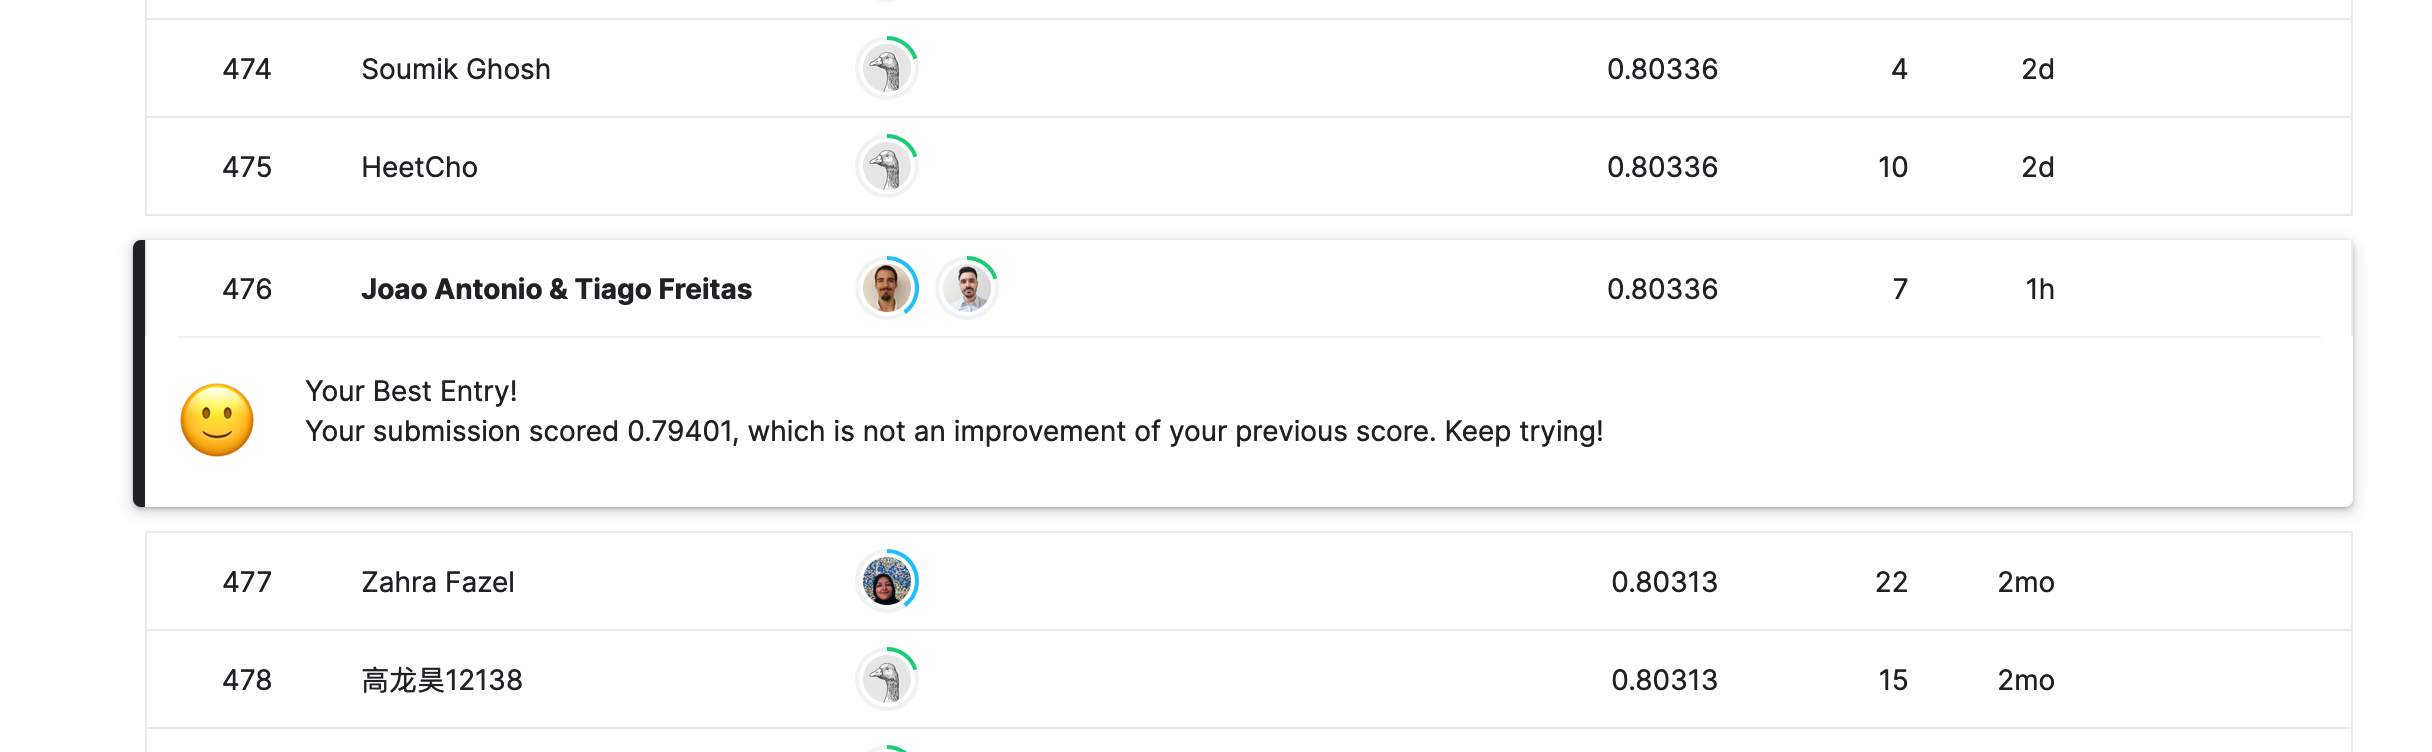 474 Soumik Ghosh 0.80336 4 2d
475 HeetCho 0.80336 10 2d
476 Joao Antonio & Tiago Freitas 0.80336 7 1h
Your Best Entry!
Your submission scored 0.79401, which is not an improvement of your previous score. Keep trying!
477 Zahra Fazel 0.80313 22 2mo
478 高龙昊12138 0.80313 15 2mo